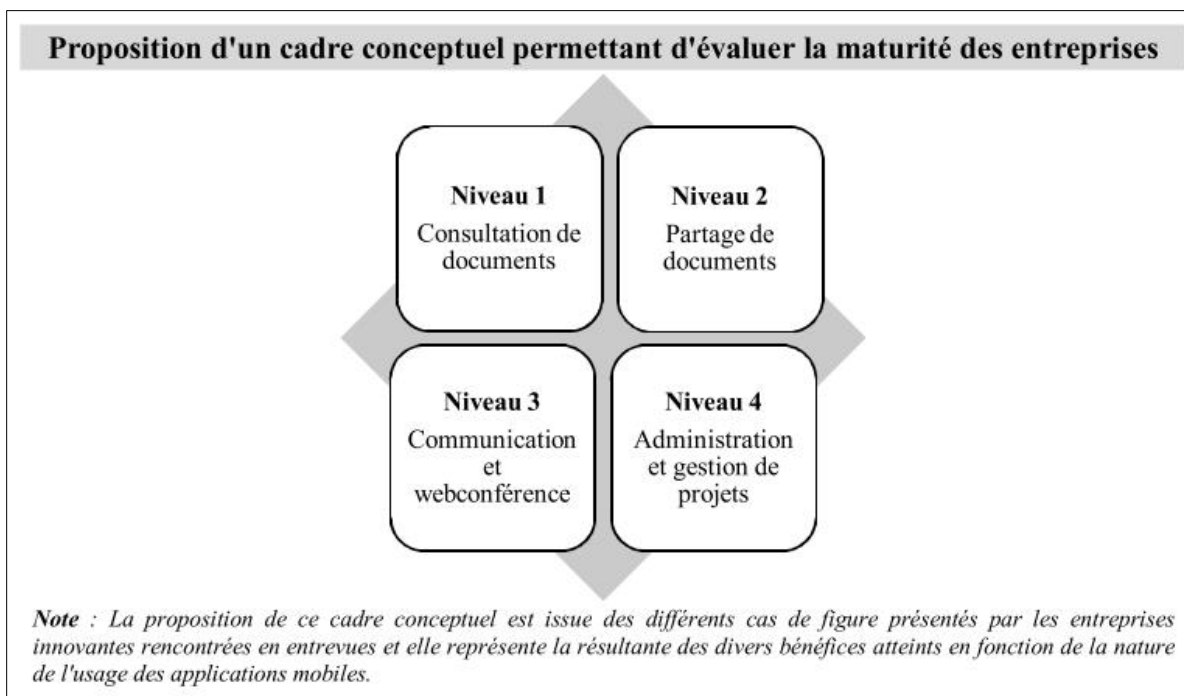 Proposition d'un cadre conceptuel permettant d'évaluer la maturité des entreprises
Niveau 1
Consultation de
documents
Niveau 2
Partage de
documents
Niveau 3
Communication
et
webconférence
Niveau 4
Administration
et gestion de
projets
Note : La proposition de ce cadre conceptuel est issue des différents cas de figure présentés par les entreprises
innovantes rencontrées en entrevues et elle représente la résultante des divers bénéfices atteints en fonction de la nature
de l'usage des applications mobiles.